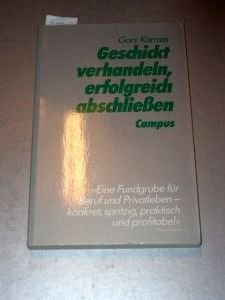 Gary Karrass
Geschickt
verhandeln,
erfolgreich
abschließen
Campus
»Eine Fundgrube für
Beruf und Privatleben –
konkret, spritzig, praktisch
und profitabel«